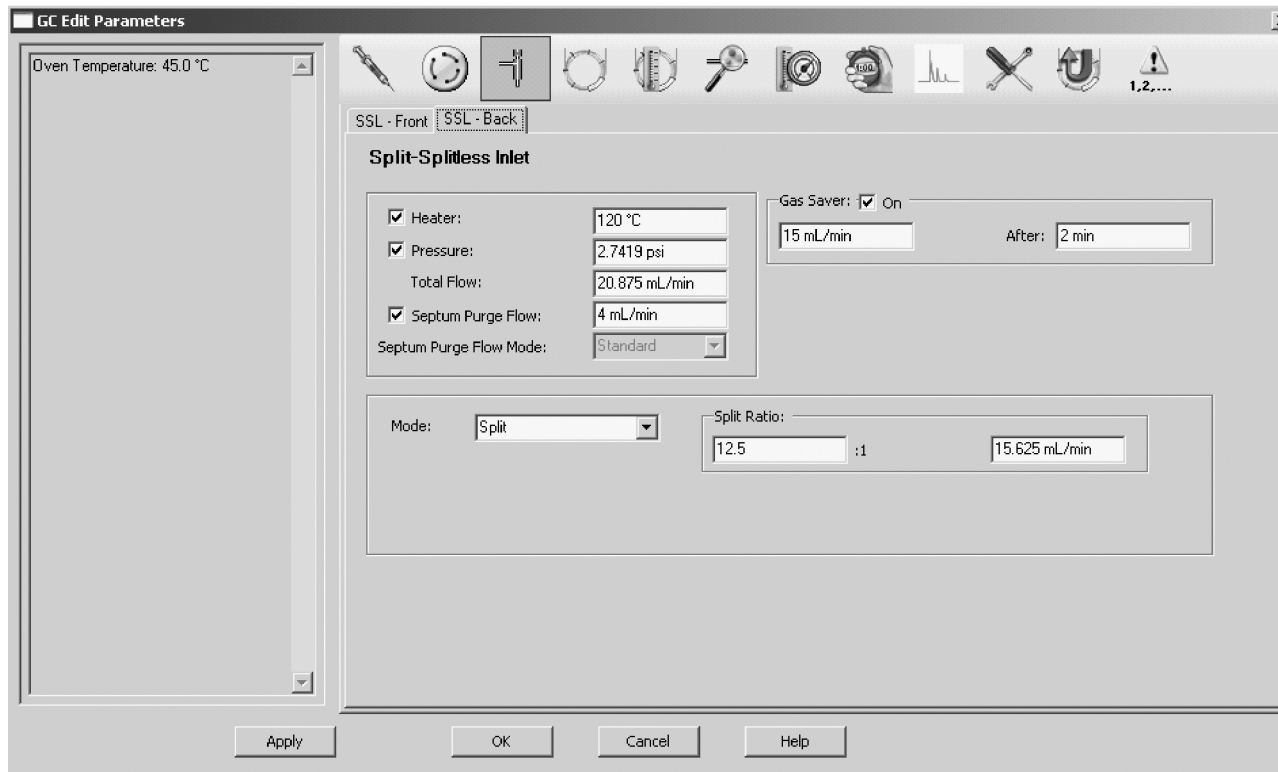 GC Edit Parameters
Oven Temperature: 45.0 °C
1:00
1,2,...
SSL - Front SSL - Back
Split-Splitless Inlet
Heater: 120 °C
Pressure: 2.7419 psi
Total Flow: 20.875 mL/min
Septum Purge Flow: 4 mL/min
Septum Purge Flow Mode: Standard
Gas Saver: On
15 mL/min After: 2 min
Mode: Split
Split Ratio:
12.5 :1 15.625 mL/min
Apply OK Cancel Help